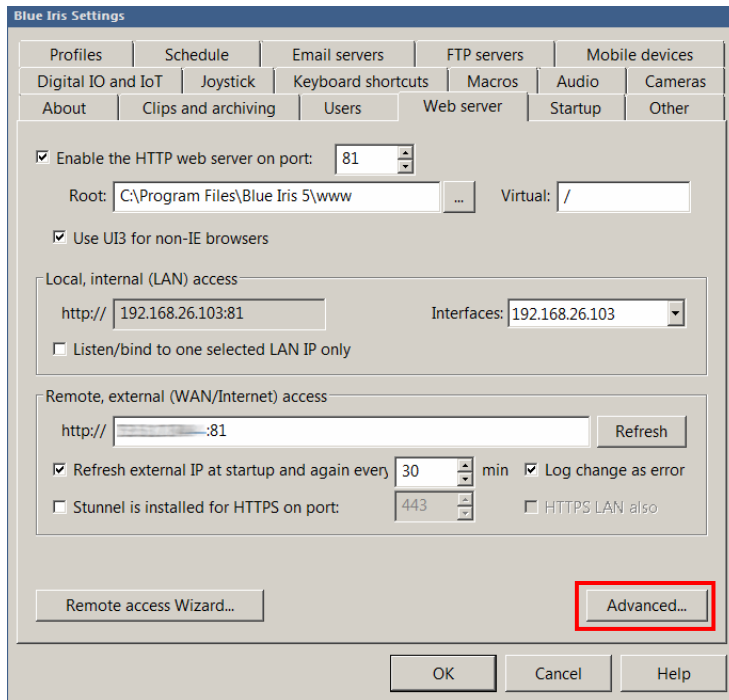 Blue Iris Settings
Profiles Schedule Email servers FTP servers Mobile devices
Digital IO and IoT Joystick Keyboard shortcuts Macros Audio Cameras
About Clips and archiving Users Web server Startup Other
Enable the HTTP web server on port: 81
Root: C:\Program Files\Blue Iris 5\www ... Virtual: /
Use UI3 for non-IE browsers
Local, internal (LAN) access
http:// 192.168.26.103:81 Interfaces: 192.168.26.103
Listen/bind to one selected LAN IP only
Remote, external (WAN/Internet) access
http:// :81 Refresh
Refresh external IP at startup and again every 30 min Log change as error
Stunnel is installed for HTTPS on port: 443 HTTPS LAN also
Remote access Wizard... Advanced...
OK Cancel Help